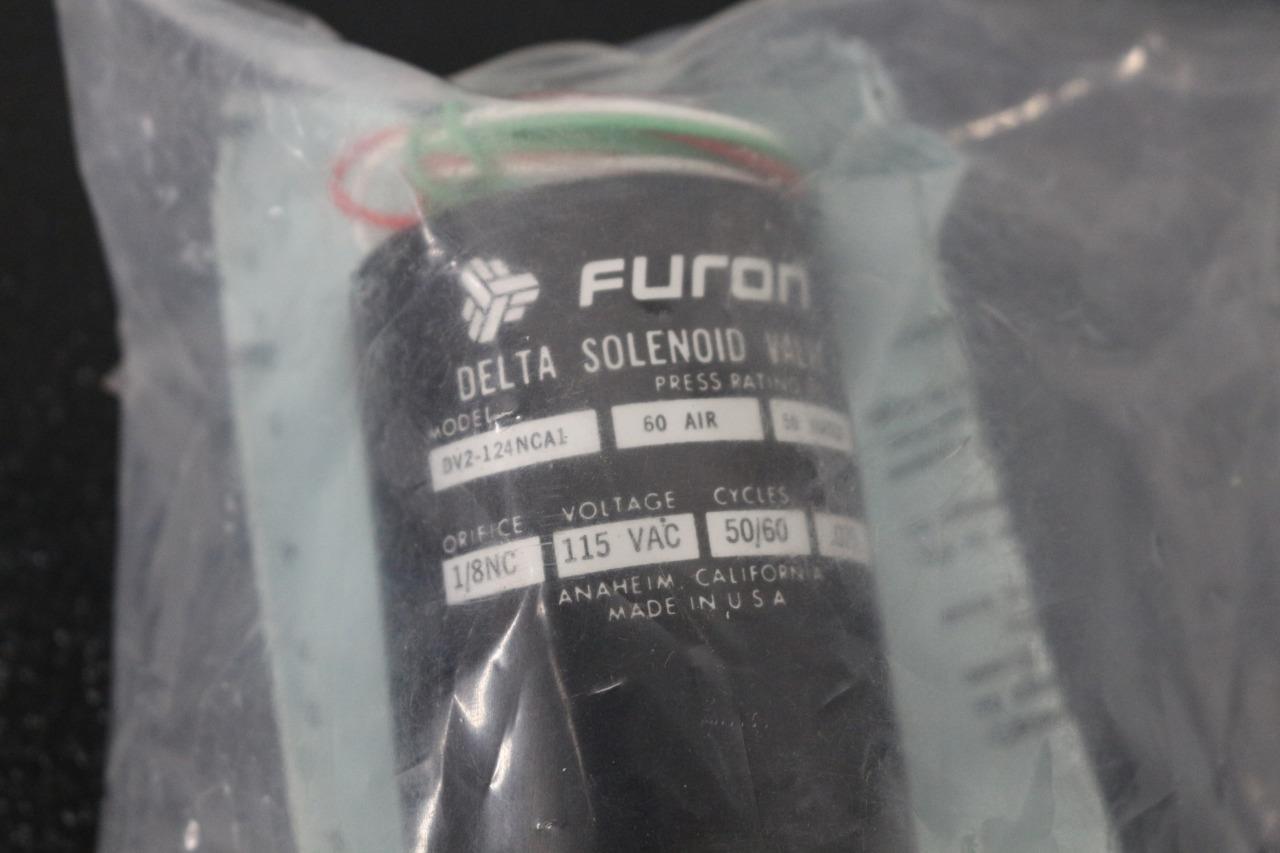 Furon
DELTA SOLENOID VALVE
PRESS RATING
MODEL
DV2-124NCA1 60 AIR
ORIFICE VOLTAGE CYCLES
1/8NC 115 VAC 50/60
ANAHEIM, CALIFORNIA
MADE IN U S A